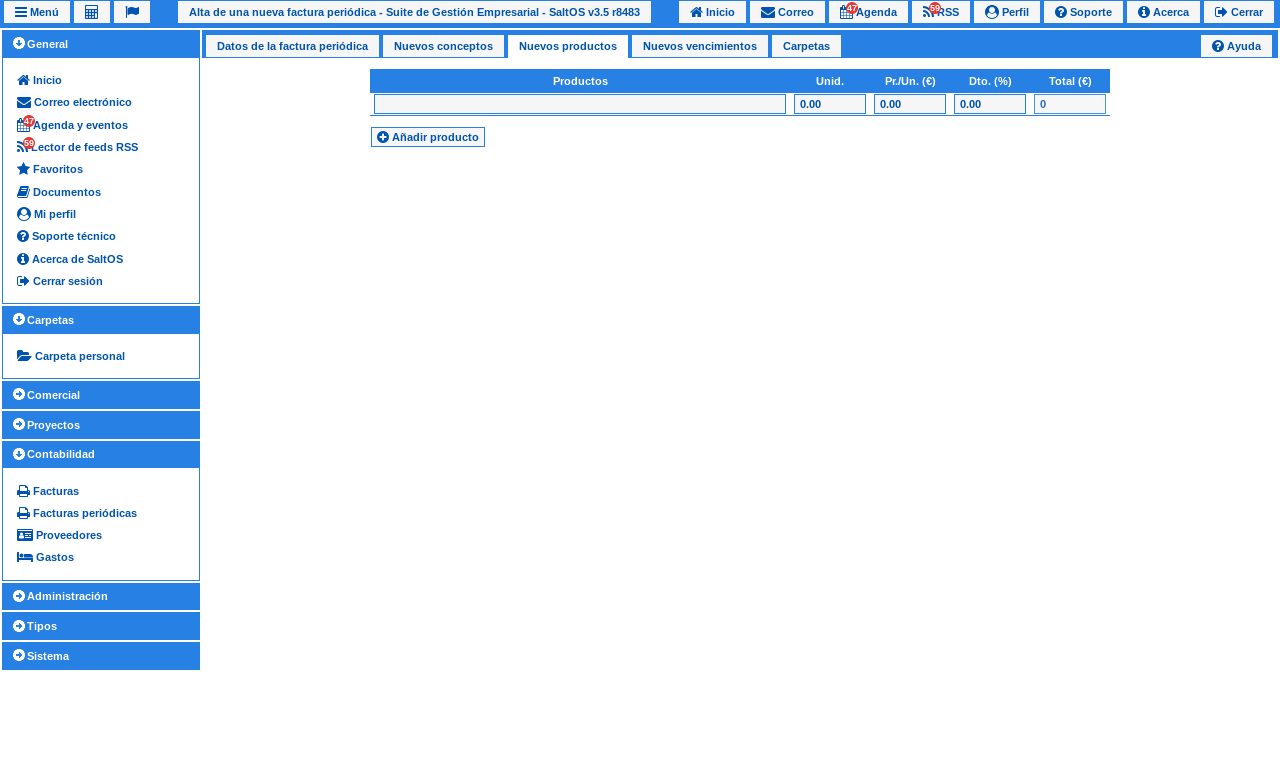 Menú
Alta de una nueva factura periódica - Suite de Gestión Empresarial - SaltOS v3.5 r8483
Inicio
Correo
47 Agenda
59 RSS
Perfil
Soporte
Acerca
Cerrar
General
Inicio
Correo electrónico
47 Agenda y eventos
59 Lector de feeds RSS
Favoritos
Documentos
Mi perfil
Soporte técnico
Acerca de SaltOS
Cerrar sesión
Carpetas
Carpeta personal
Comercial
Proyectos
Contabilidad
Facturas
Facturas periódicas
Proveedores
Gastos
Administración
Tipos
Sistema
Datos de la factura periódica
Nuevos conceptos
Nuevos productos
Nuevos vencimientos
Carpetas
Ayuda
Productos Unid. Pr./Un. (€) Dto. (%) Total (€)
0.00 0.00 0.00 0
Añadir producto